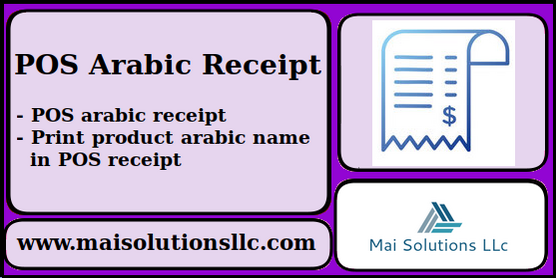 POS Arabic Receipt
- POS arabic receipt
- Print product arabic name
in POS receipt
www.maisolutionsllc.com
$
Mai Solutions LLc